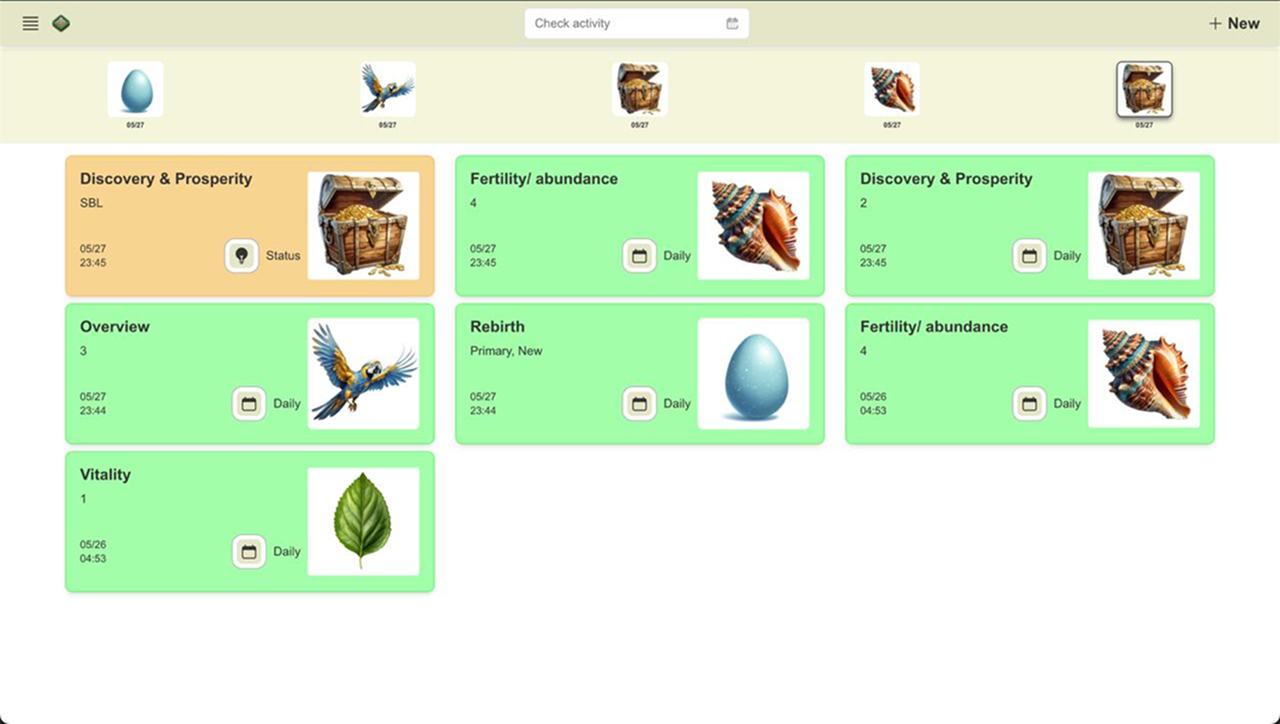 Check activity
New
05/27
05/27
05/27
05/27
05/27
Discovery & Prosperity
SBL
05/27
23:45
Status
Fertility/ abundance
4
05/27
23:45
Daily
Discovery & Prosperity
2
05/27
23:45
Daily
Overview
3
05/27
23:44
Daily
Rebirth
Primary, New
05/27
23:44
Daily
Fertility/ abundance
4
05/26
04:53
Daily
Vitality
1
05/26
04:53
Daily